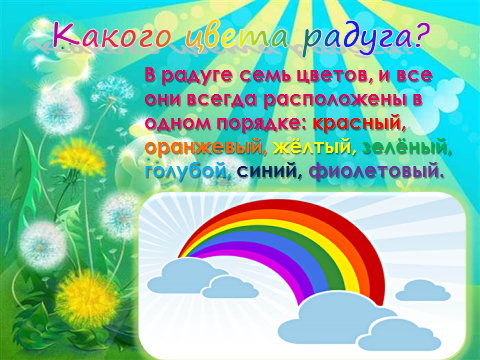 Какого цвета радуга?
В радуге семь цветов, и все
они всегда расположены в
одном порядке: красный,
оранжевый, жёлтый, зелёный,
голубой, синий, фиолетовый.